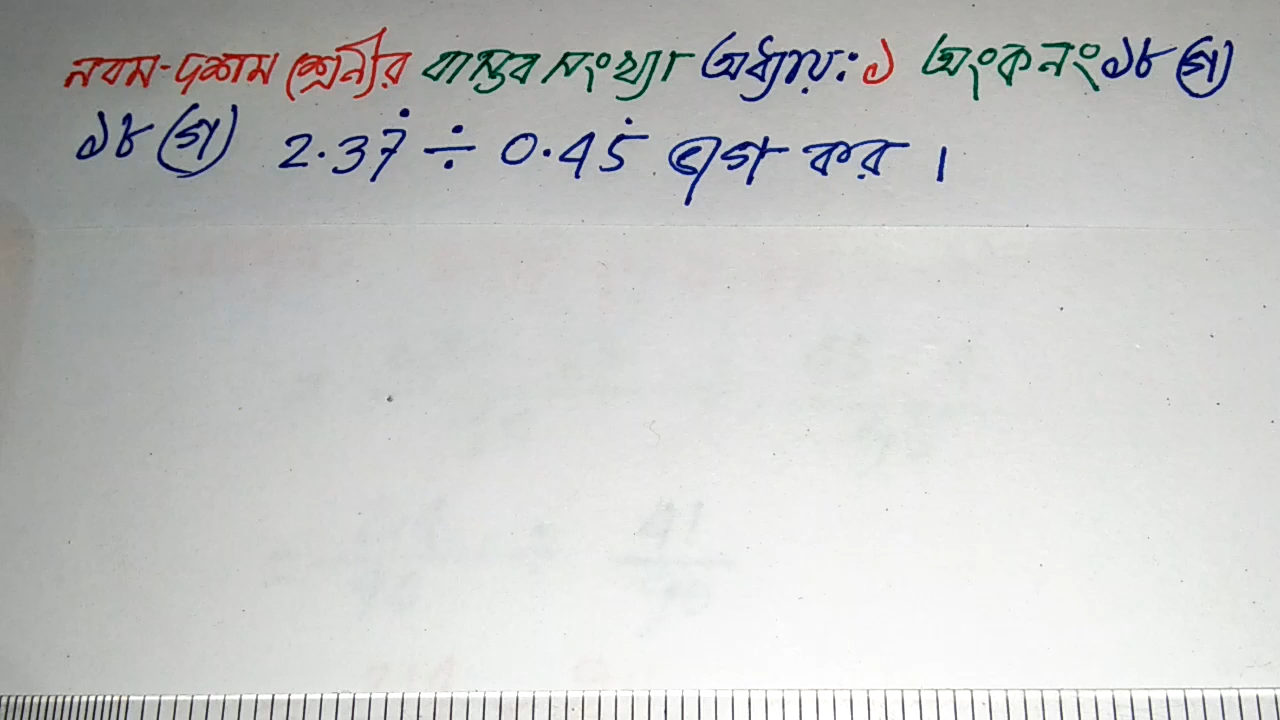 নবম-দশম শ্রেনীর বাস্তব সংখ্যা অধ্যায়: ১ অংক নং ১৮ (গ)
১৮ (গ) 2.37̇ ÷ 0.45̇ ভাগ কর ।